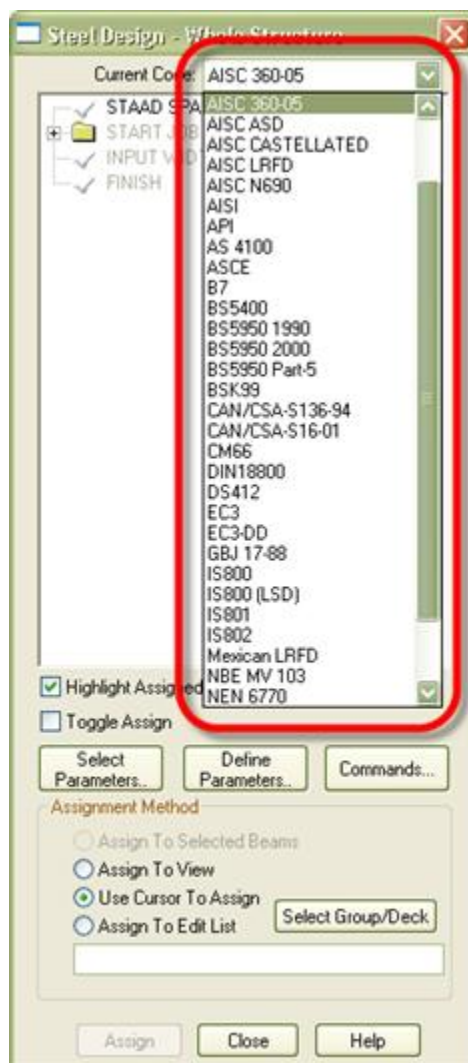 Steel Design - Whole Structure
Current Code: AISC 360-05
STAAD SPA
START JOB
INPUT WIDT
FINISH
AISC 360-05
AISC ASD
AISC CASTELLATED
AISC LRFD
AISC N690
AISI
API
AS 4100
ASCE
B7
BS5400
BS5950 1990
BS5950 2000
BS5950 Part-5
BSK99
CAN/CSA-S136-94
CAN/CSA-S16-01
CM66
DIN18800
DS412
EC3
EC3-DD
GBJ 17-88
IS800
IS800 (LSD)
IS801
IS802
Mexican LRFD
NBE MV 103
NEN 6770
Highlight Assigned
Toggle Assign
Select Parameters..
Define Parameters..
Commands...
Assignment Method
Assign To Selected Beams
Assign To View
Use Cursor To Assign
Assign To Edit List
Select Group/Deck
Assign
Close
Help